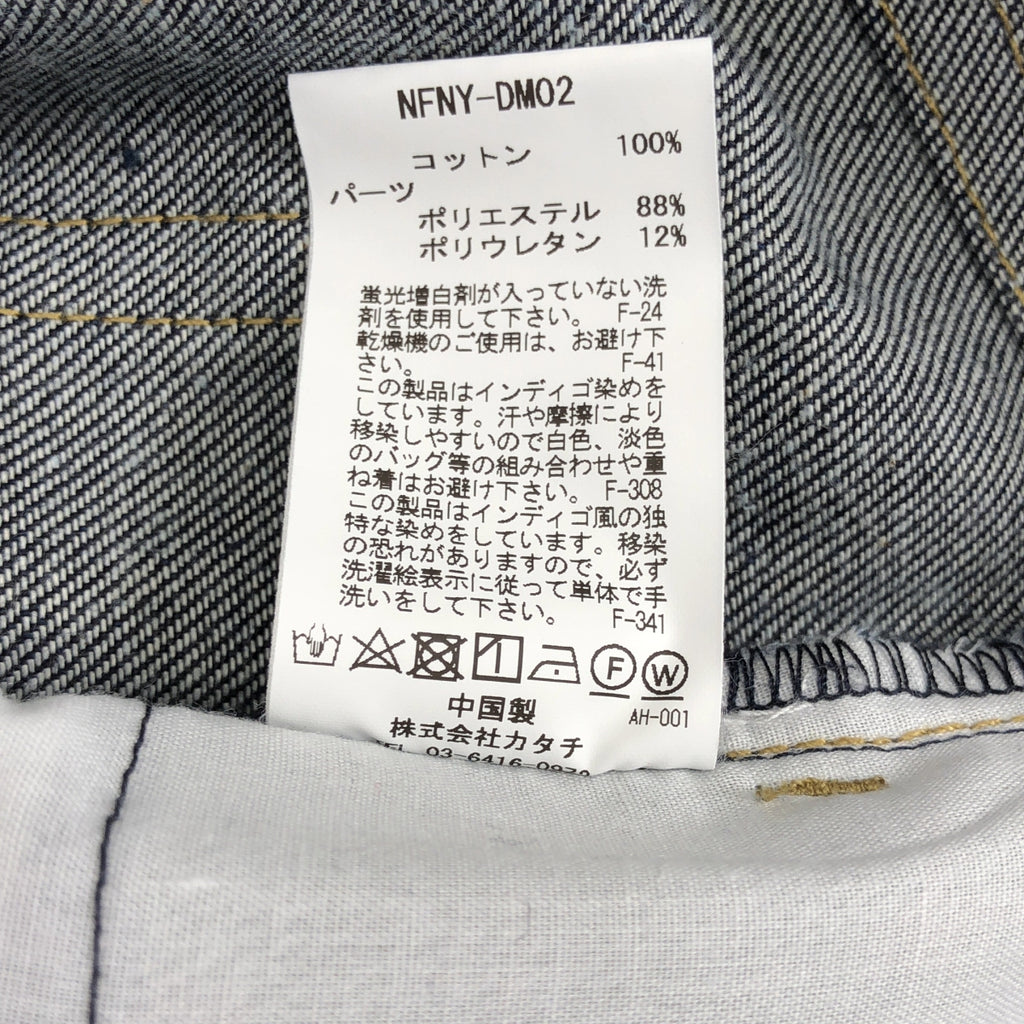 NFNY-DM02
コットン 100%
パーツ
ポリエステル 88%
ポリウレタン 12%
蛍光増白剤が入っていない洗
剤を使用して下さい。 F-24
乾燥機のご使用は、お避け下
さい。 F-41
この製品はインディゴ染めを
しています。汗や摩擦により
移染しやすいので白色、淡色
のバッグ等の組み合わせや重
ね着はお避け下さい。 F-308
この製品はインディゴ風の独
特な染めをしています。移染
の恐れがありますので、必ず
洗濯絵表示に従って単体で手
洗いをして下さい。 F-341
F W
中国製 AH-001
株式会社カタチ
TEL 03-6416-